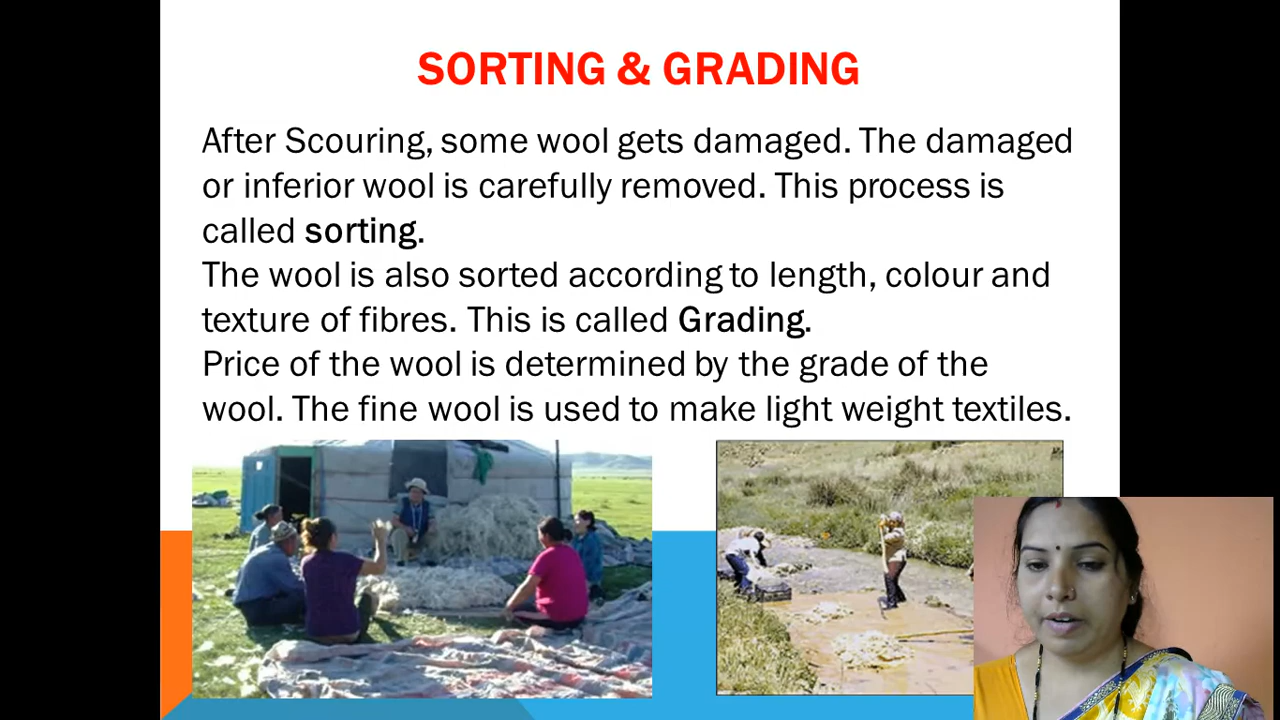 SORTING & GRADING
After Scouring, some wool gets damaged. The damaged
or inferior wool is carefully removed. This process is
called sorting.
The wool is also sorted according to length, colour and
texture of fibres. This is called Grading.
Price of the wool is determined by the grade of the
wool. The fine wool is used to make light weight textiles.